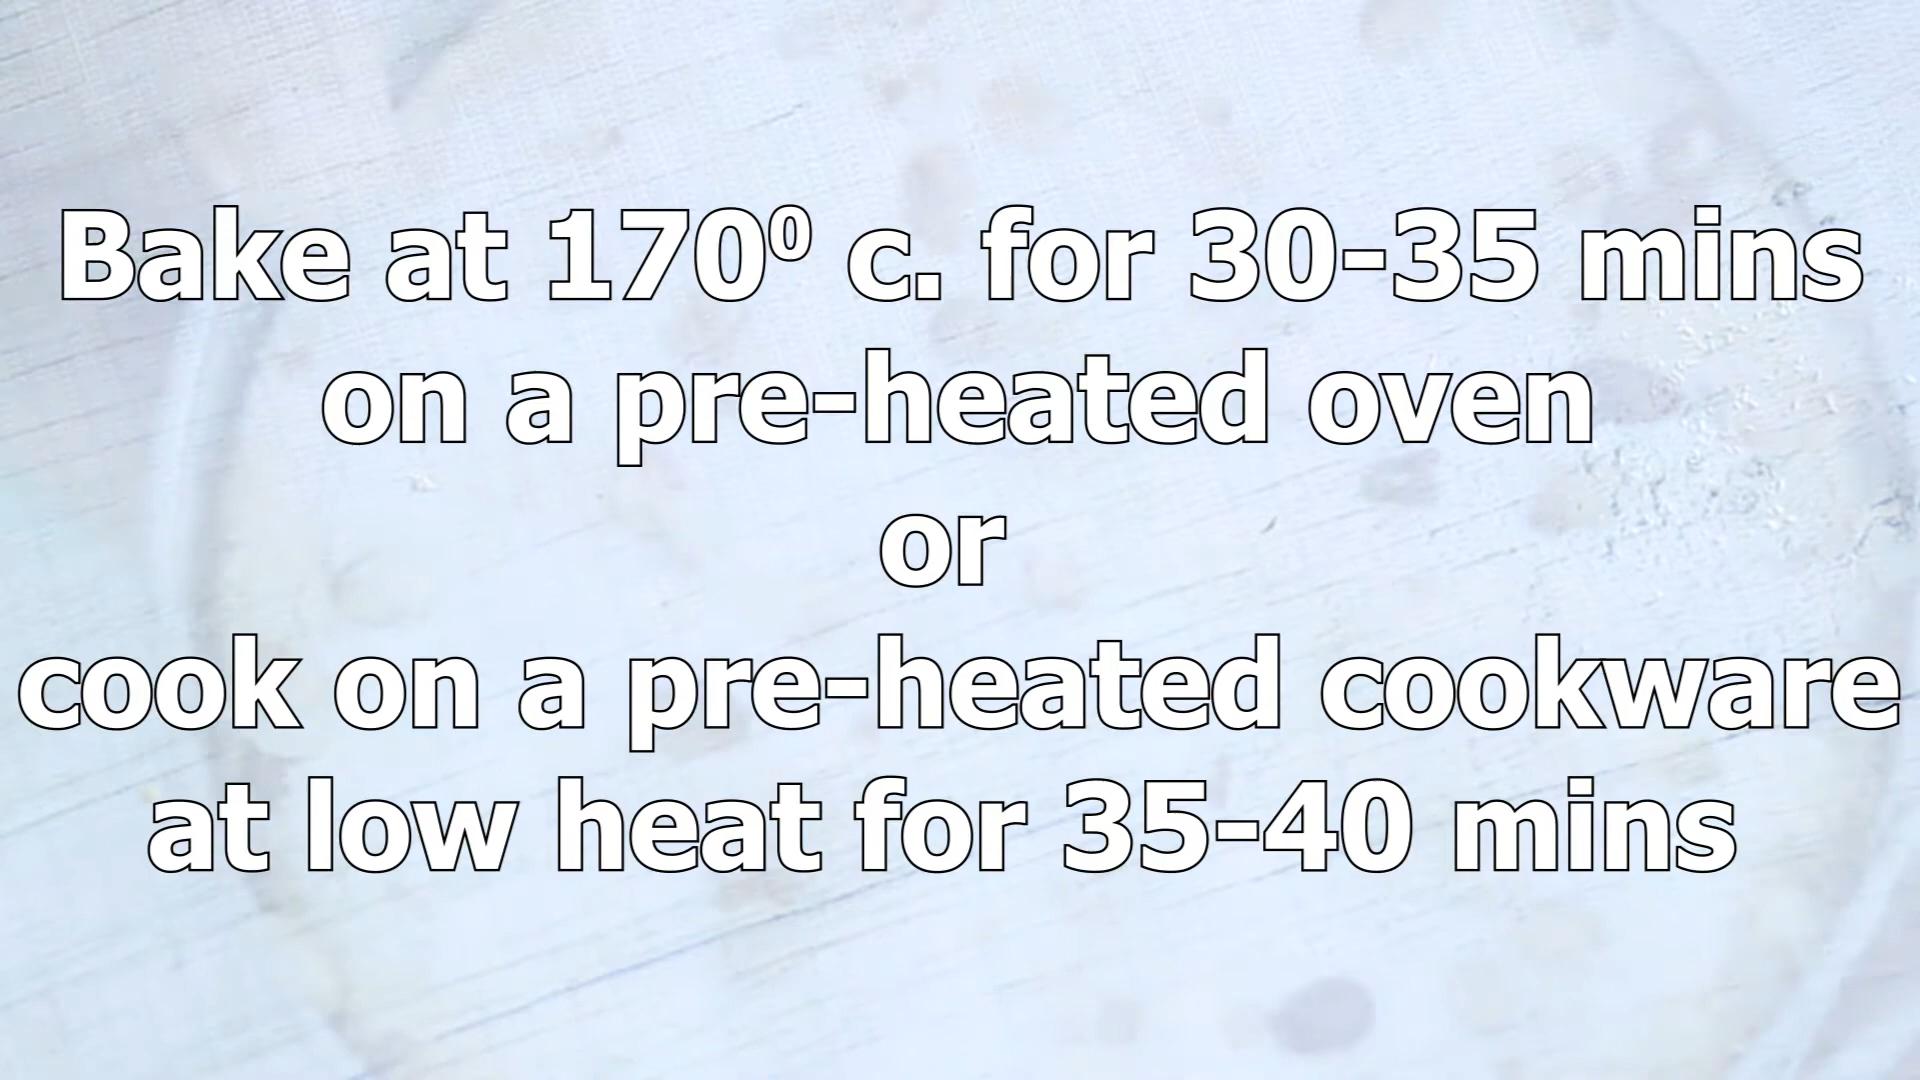 Bake at 170⁰ c. for 30-35 mins
on a pre-heated oven
or
cook on a pre-heated cookware
at low heat for 35-40 mins